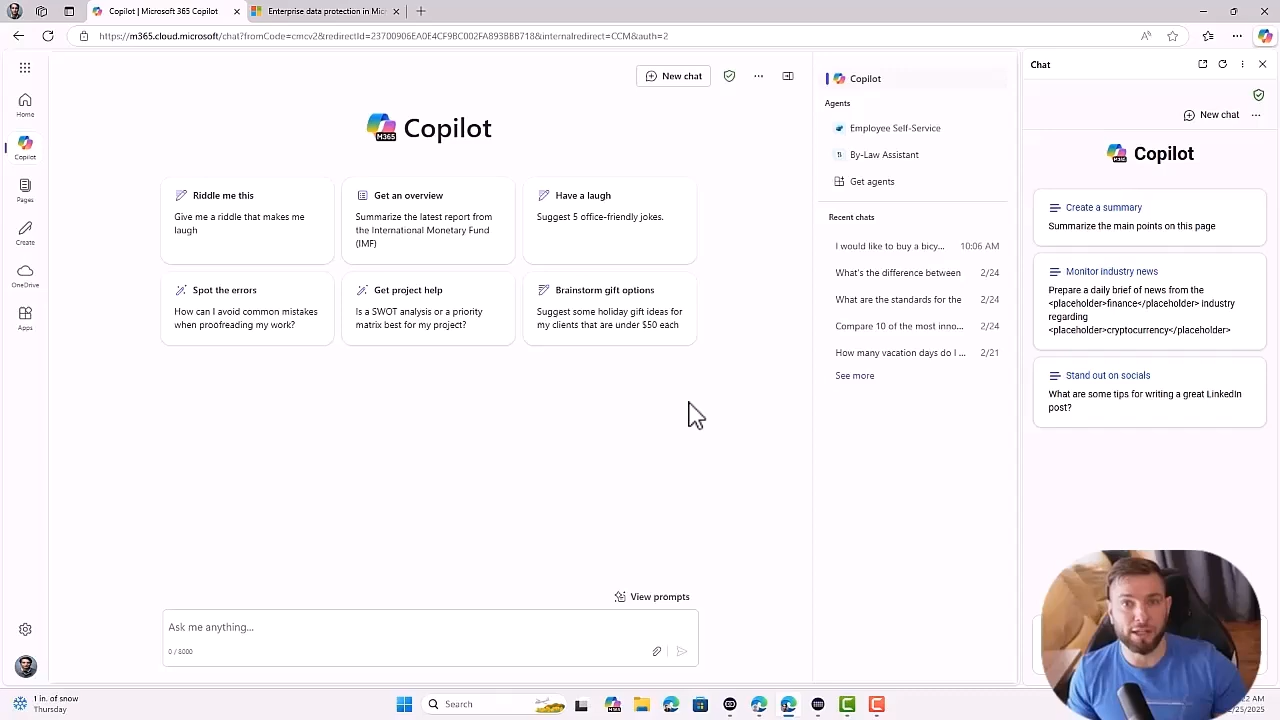 Copilot | Microsoft 365 Copilot
Enterprise data protection in Mic
https://m365.cloud.microsoft/chat?fromCode=cmcv2&redirectId=23700906EA0E4CF9BC002FA893BBB718&internalredirect=CCM&auth=2
Home
Copilot
Pages
Create
OneDrive
Apps
New chat
M365
Copilot
Riddle me this
Give me a riddle that makes me
laugh
Get an overview
Summarize the latest report from
the International Monetary Fund
(IMF)
Have a laugh
Suggest 5 office-friendly jokes.
Spot the errors
How can I avoid common mistakes
when proofreading my work?
Get project help
Is a SWOT analysis or a priority
matrix best for my project?
Brainstorm gift options
Suggest some holiday gift ideas for
my clients that are under $50 each
View prompts
Ask me anything...
0 / 8000
Copilot
Agents
Employee Self-Service
By-Law Assistant
Get agents
Recent chats
I would like to buy a bicy... 10:06 AM
What's the difference between 2/24
What are the standards for the 2/24
Compare 10 of the most inno... 2/24
How many vacation days do I ... 2/21
See more
Chat
New chat
Copilot
Create a summary
Summarize the main points on this page
Monitor industry news
Prepare a daily brief of news from the
<placeholder>finance</placeholder> industry
regarding
<placeholder>cryptocurrency</placeholder>
Stand out on socials
What are some tips for writing a great LinkedIn
post?
1 in. of snow
Thursday
Search
/25/2025